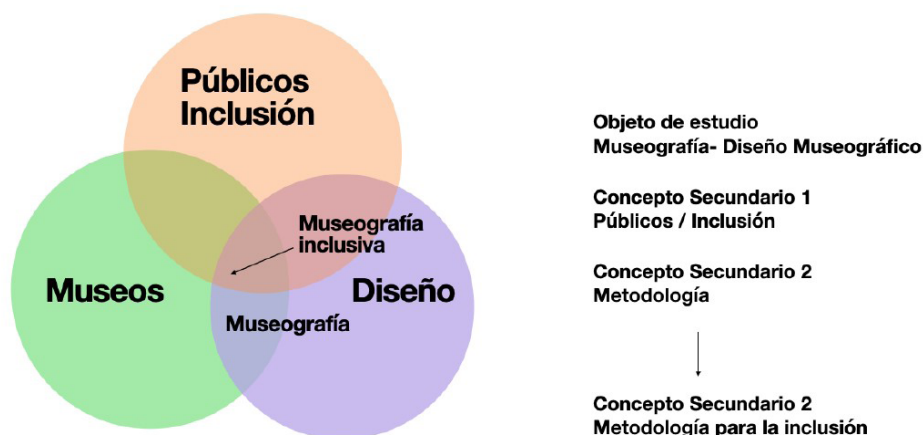 Públicos
Inclusión
Museografía
inclusiva
Museos
Diseño
Museografía
Objeto de estudio
Museografía- Diseño Museográfico
Concepto Secundario 1
Públicos / Inclusión
Concepto Secundario 2
Metodología
Concepto Secundario 2
Metodología para la inclusión